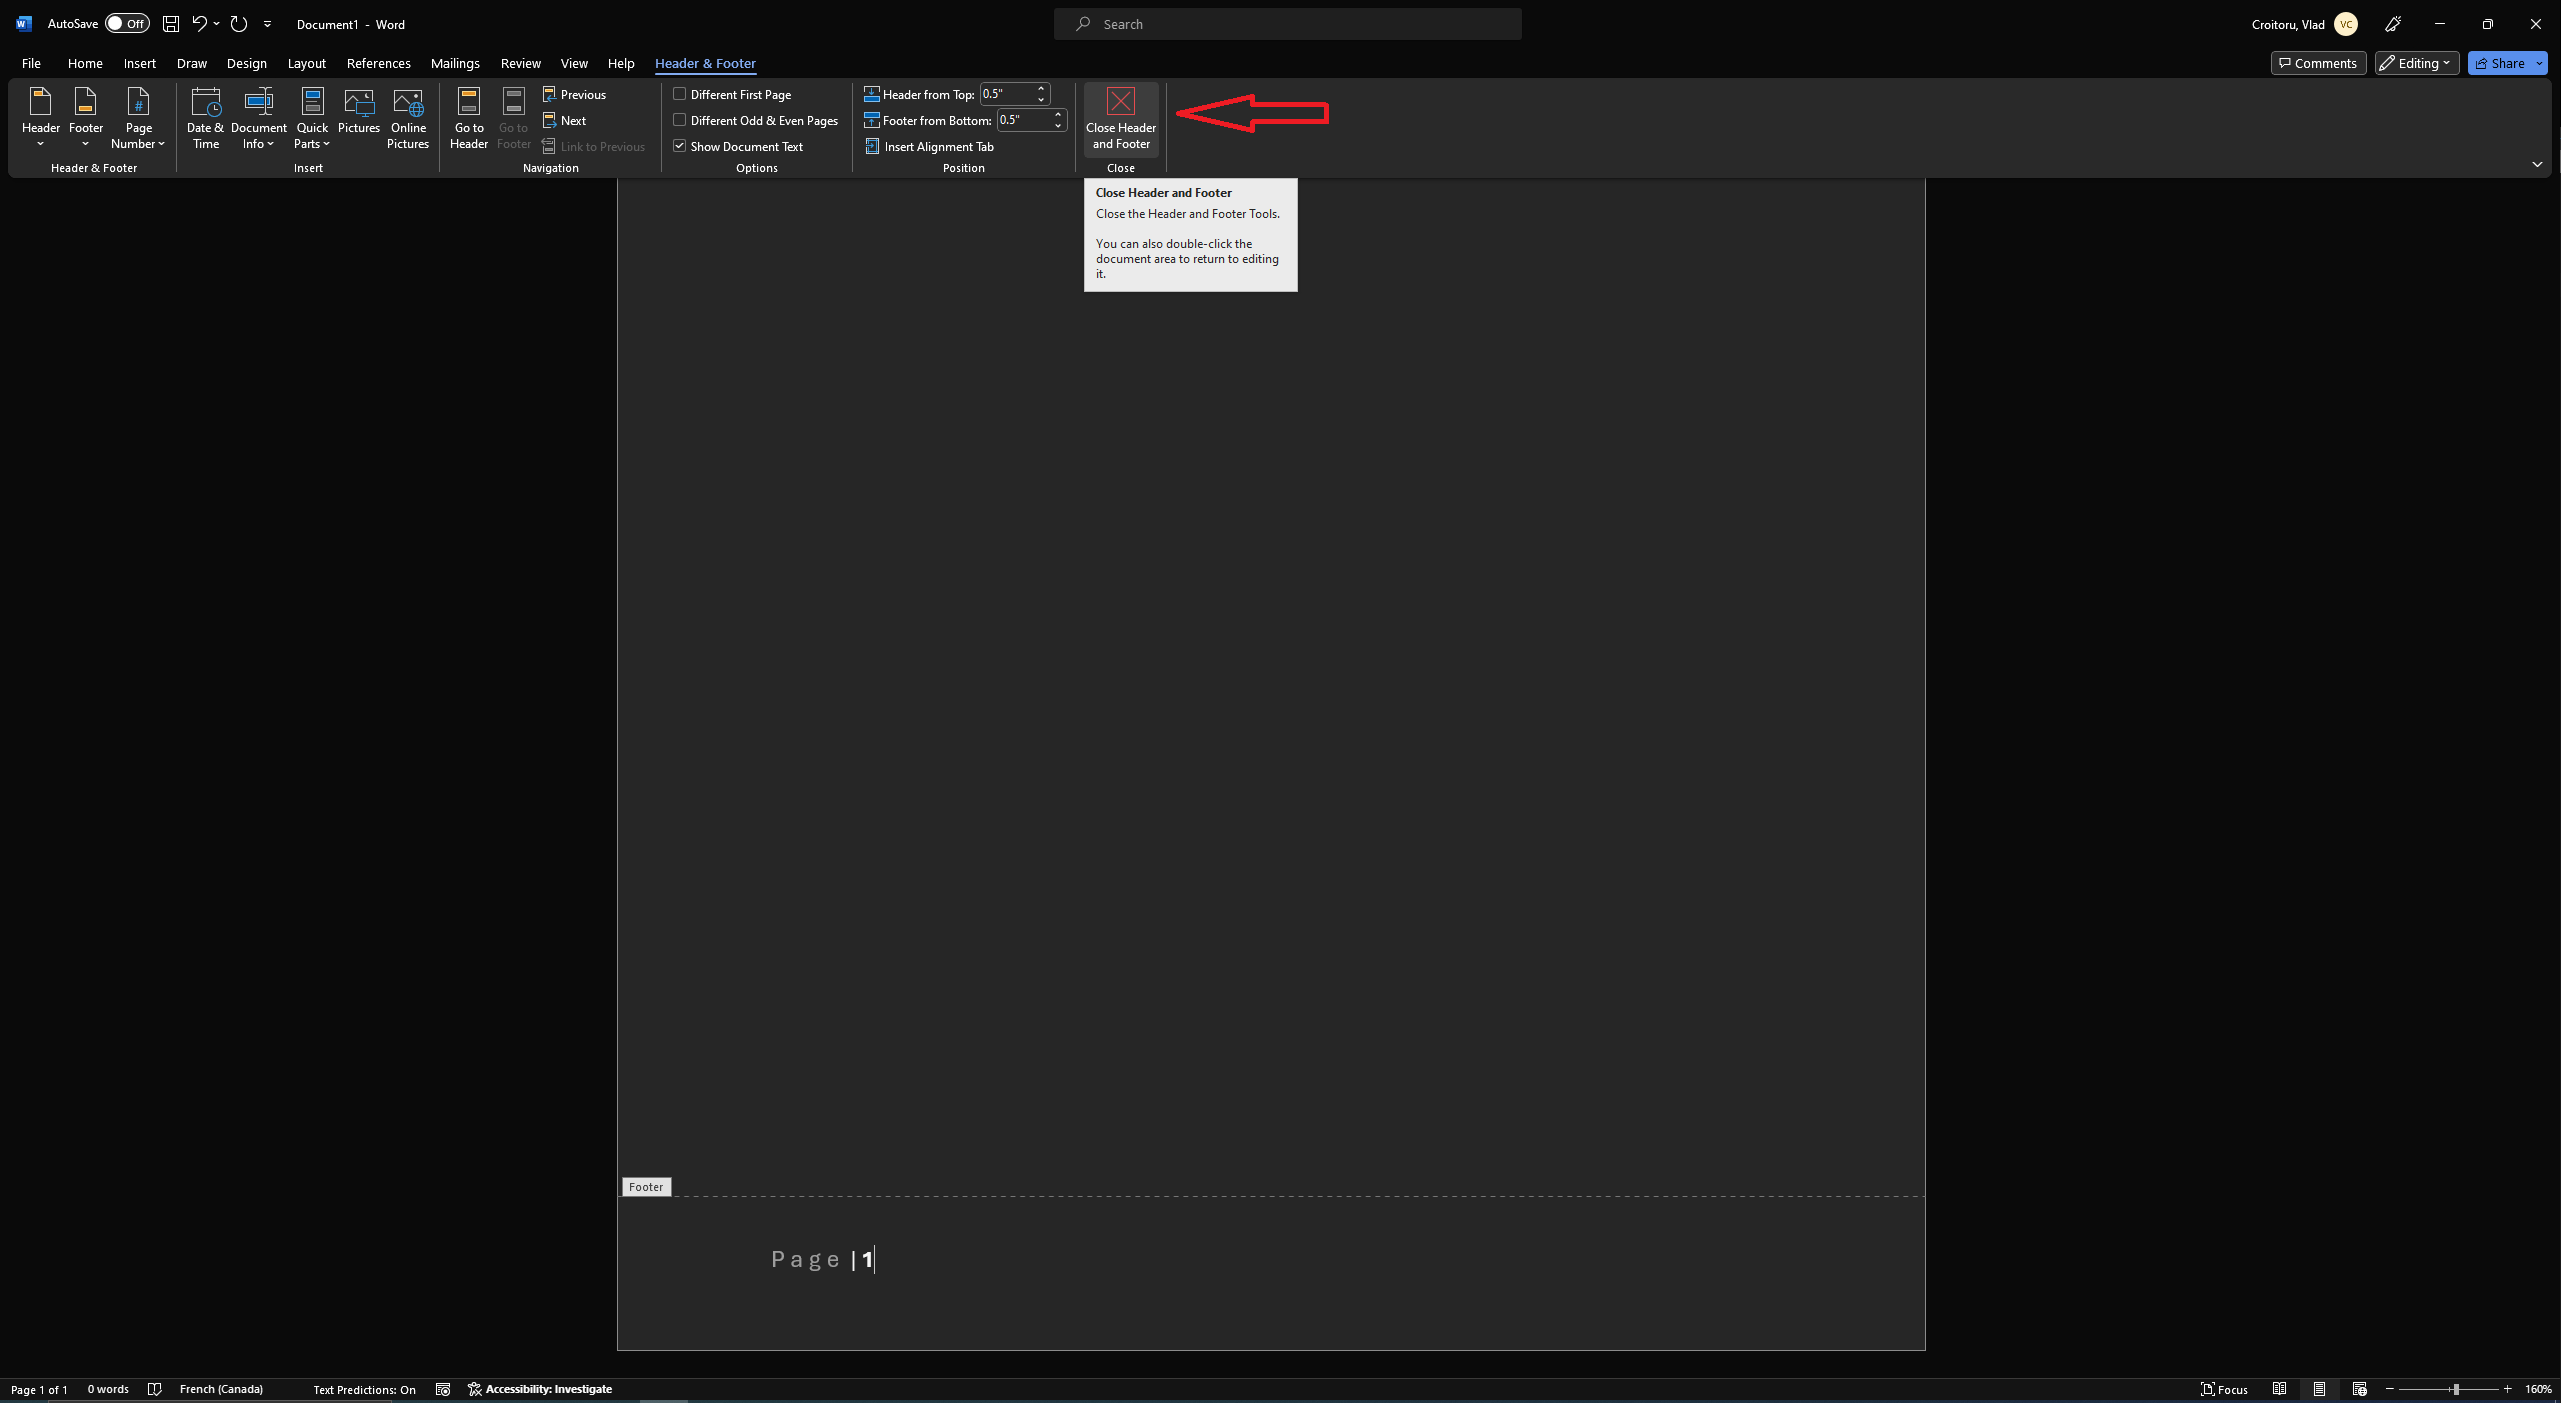 AutoSave Off Document1 - Word Search Croitoru, Vlad VC
File Home Insert Draw Design Layout References Mailings Review View Help Header & Footer Comments Editing Share
Header
Footer
Page
Number
Header & Footer
Date &
Time
Document
Info
Quick
Parts
Pictures
Online
Pictures
Insert
Go to
Header
Go to
Footer
Previous
Next
Link to Previous
Navigation
Different First Page
Different Odd & Even Pages
Show Document Text
Options
Header from Top: 0.5"
Footer from Bottom: 0.5"
Insert Alignment Tab
Position
Close Header
and Footer
Close
Close Header and Footer
Close the Header and Footer Tools.
You can also double-click the
document area to return to editing
it.
Footer
Page | 1
Page 1 of 1 0 words French (Canada) Text Predictions: On Accessibility: Investigate Focus 160%